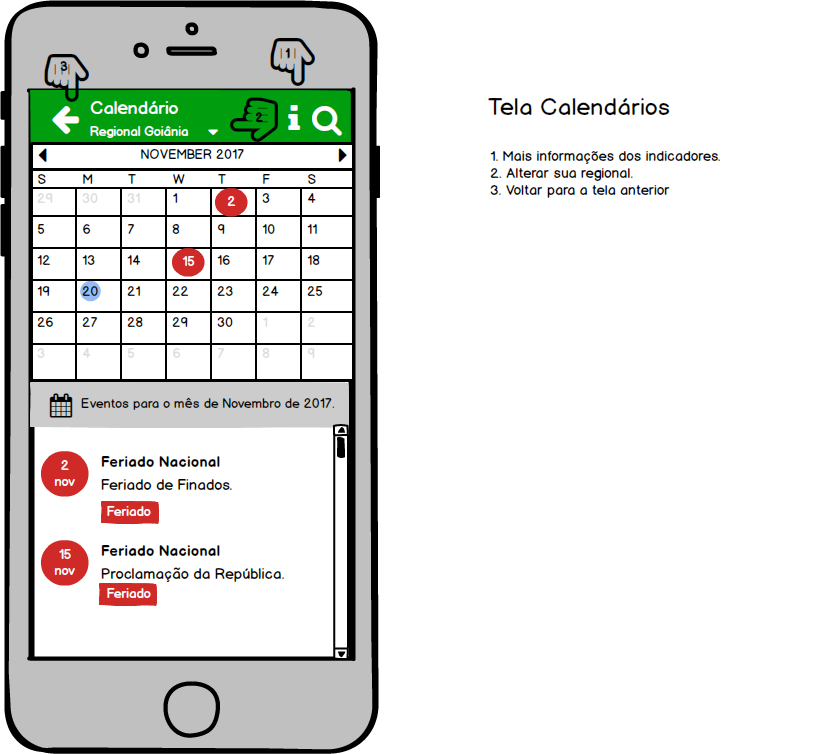 3
1
Calendário
Regional Goiânia
2
i
NOVEMBER 2017
S M T W T F S
29 30 31 1 2 3 4
5 6 7 8 9 10 11
12 13 14 15 16 17 18
19 20 21 22 23 24 25
26 27 28 29 30 1 2
3 4 5 6 7 8 9
Eventos para o mês de Novembro de 2017.
2
nov
Feriado Nacional
Feriado de Finados.
Feriado
15
nov
Feriado Nacional
Proclamação da República.
Feriado
Tela Calendários
1. Mais informações dos indicadores.
2. Alterar sua regional.
3. Voltar para a tela anterior